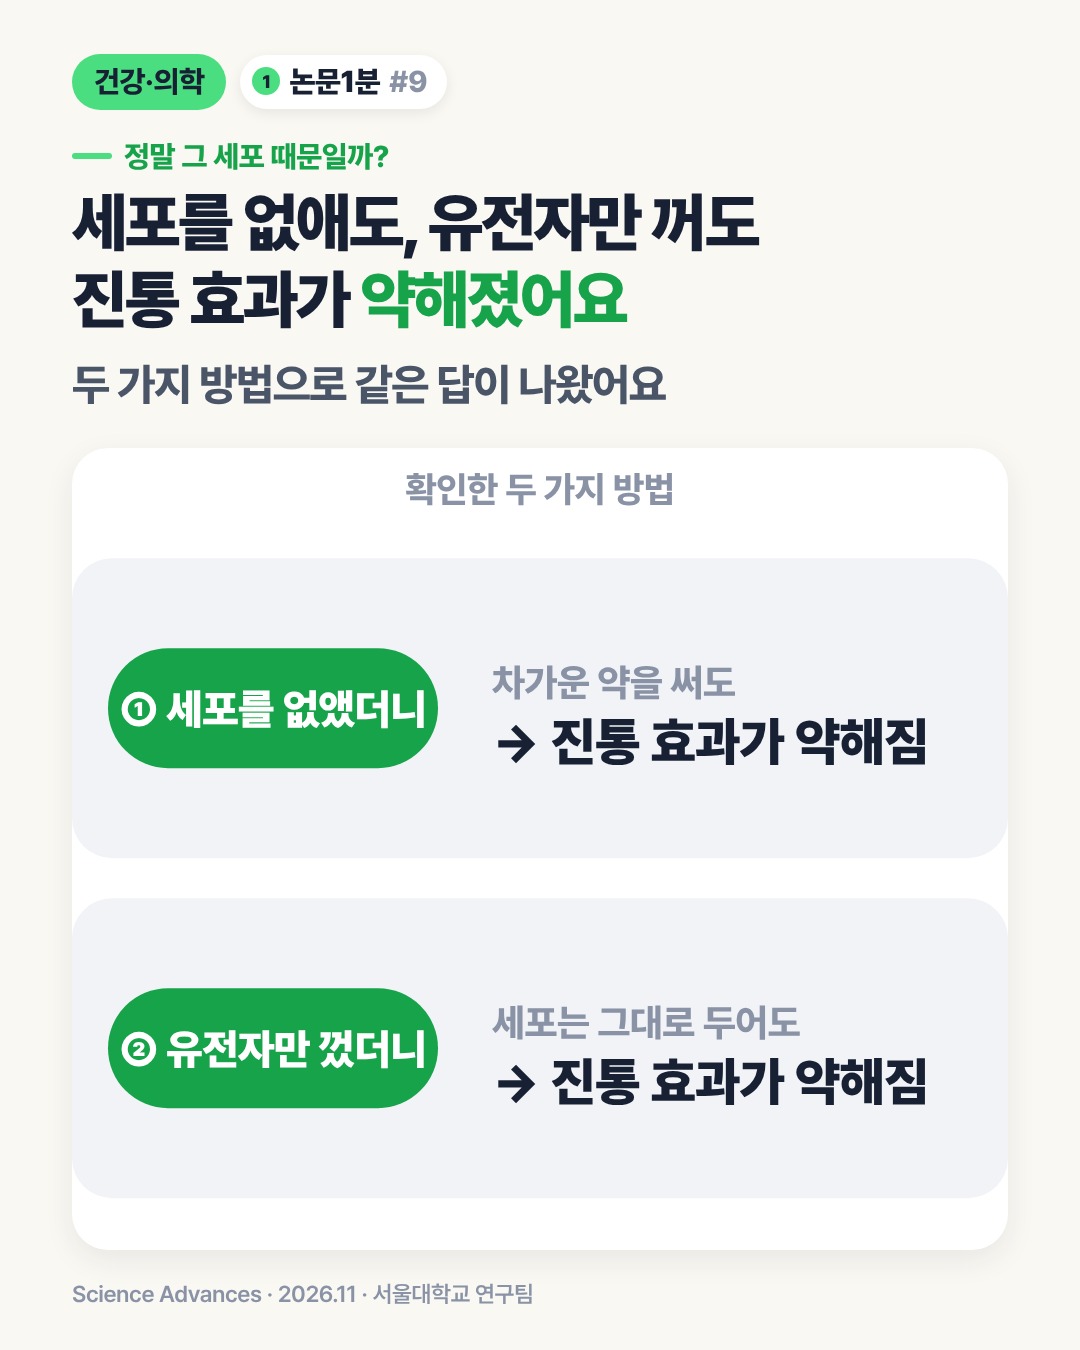 건강·의학
1 논문1분 #9
정말 그 세포 때문일까?
세포를 없애도, 유전자만 꺼도
진통 효과가 약해졌어요
두 가지 방법으로 같은 답이 나왔어요
확인한 두 가지 방법
① 세포를 없앴더니
차가운 약을 써도
→ 진통 효과가 약해짐
② 유전자만 껐더니
세포는 그대로 두어도
→ 진통 효과가 약해짐
Science Advances · 2026.11 · 서울대학교 연구팀